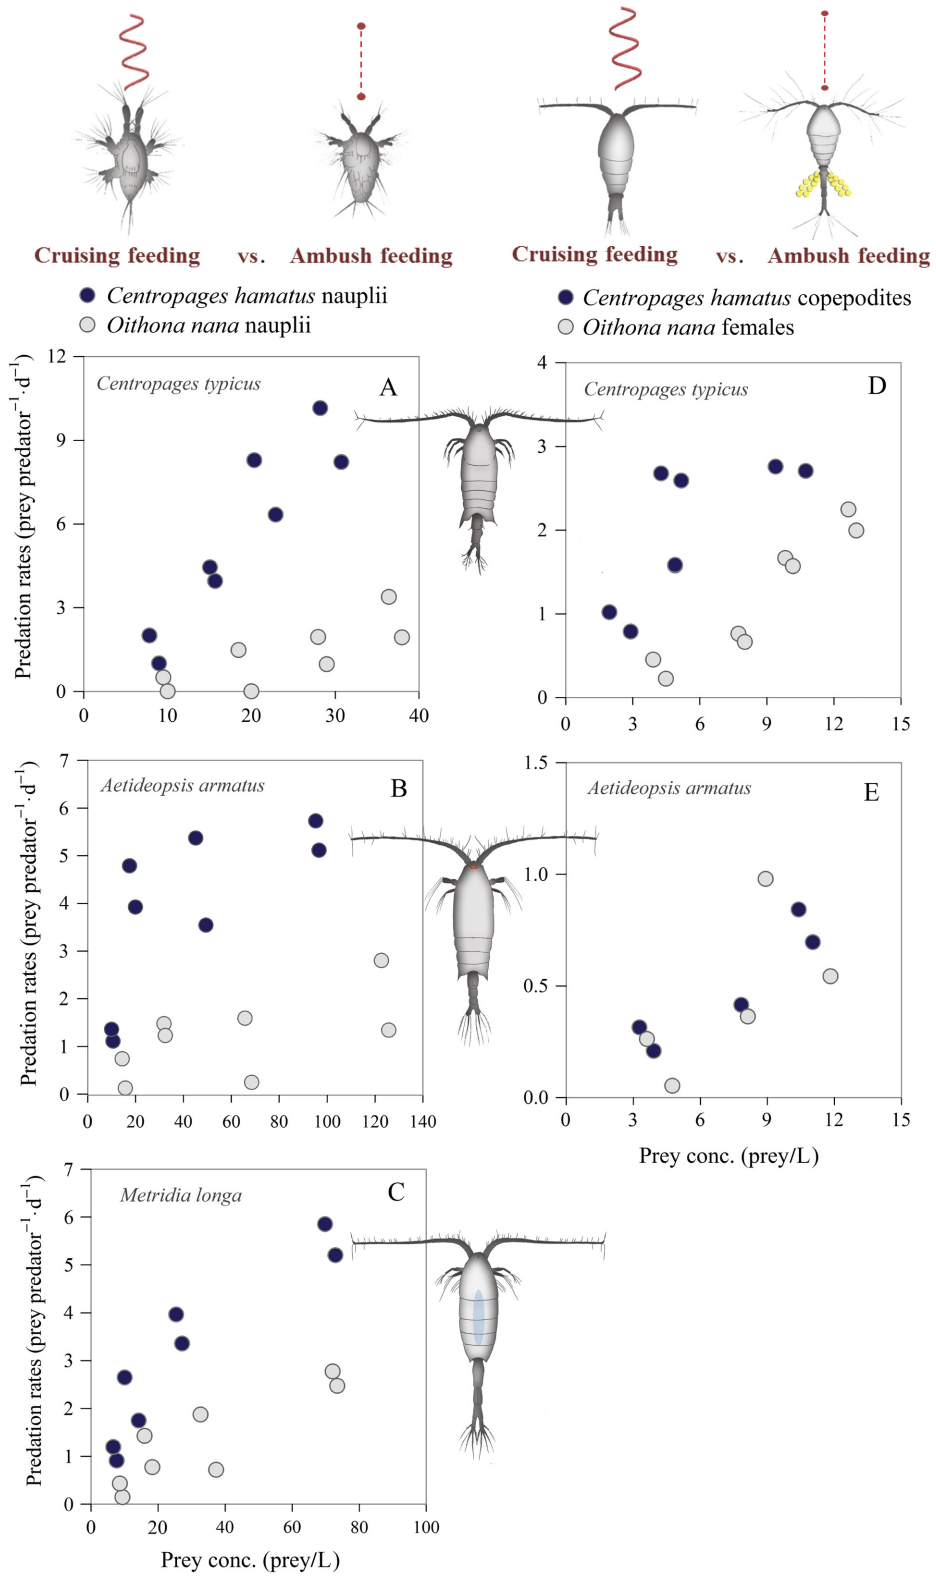 Cruising feeding vs. Ambush feeding
Centropages hamatus nauplii
Oithona nana nauplii
Cruising feeding vs. Ambush feeding
Centropages hamatus copepodites
Oithona nana females
Predation rates (prey predator⁻¹·d⁻¹)
12
9
6
3
0
Centropages typicus
A
0 10 20 30 40
4
3
2
1
0
Centropages typicus
D
0 3 6 9 12 15
Predation rates (prey predator⁻¹·d⁻¹)
7
6
5
4
3
2
1
0
Aetideopsis armatus
B
0 20 40 60 80 100 120 140
1.5
1.0
0.5
0.0
Aetideopsis armatus
E
0 3 6 9 12 15
Prey conc. (prey/L)
Predation rates (prey predator⁻¹·d⁻¹)
7
6
5
4
3
2
1
0
Metridia longa
C
0 20 40 60 80 100
Prey conc. (prey/L)